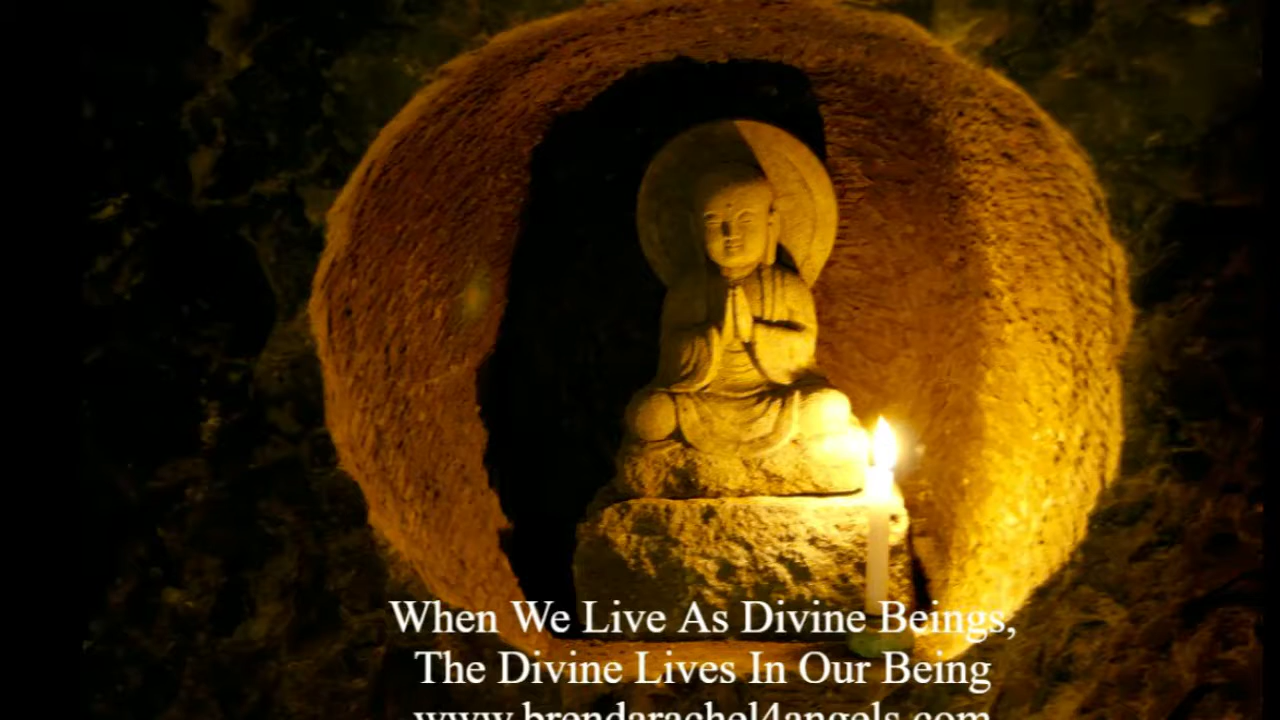 When We Live As Divine Beings,
The Divine Lives In Our Being
www.brendarachel4angels.com